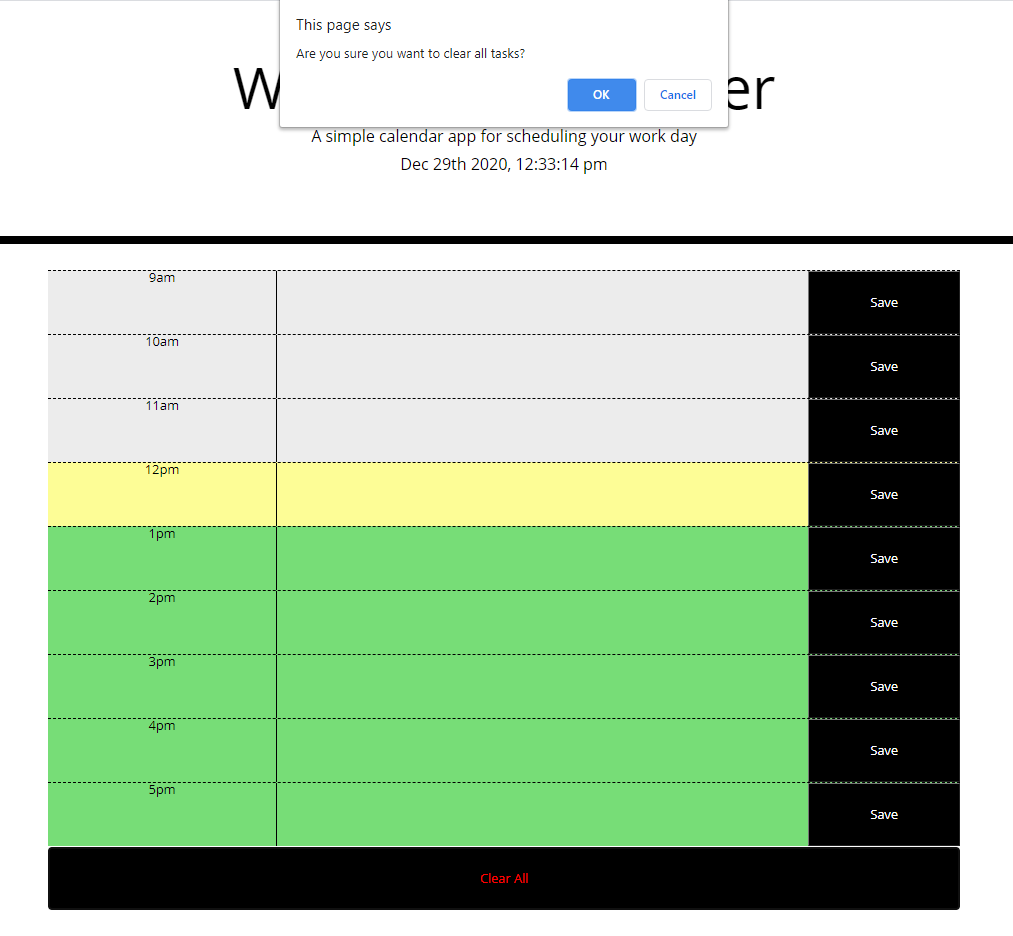 This page says
Are you sure you want to clear all tasks?
OK Cancel
A simple calendar app for scheduling your work day
Dec 29th 2020, 12:33:14 pm
9am Save
10am Save
11am Save
12pm Save
1pm Save
2pm Save
3pm Save
4pm Save
5pm Save
Clear All